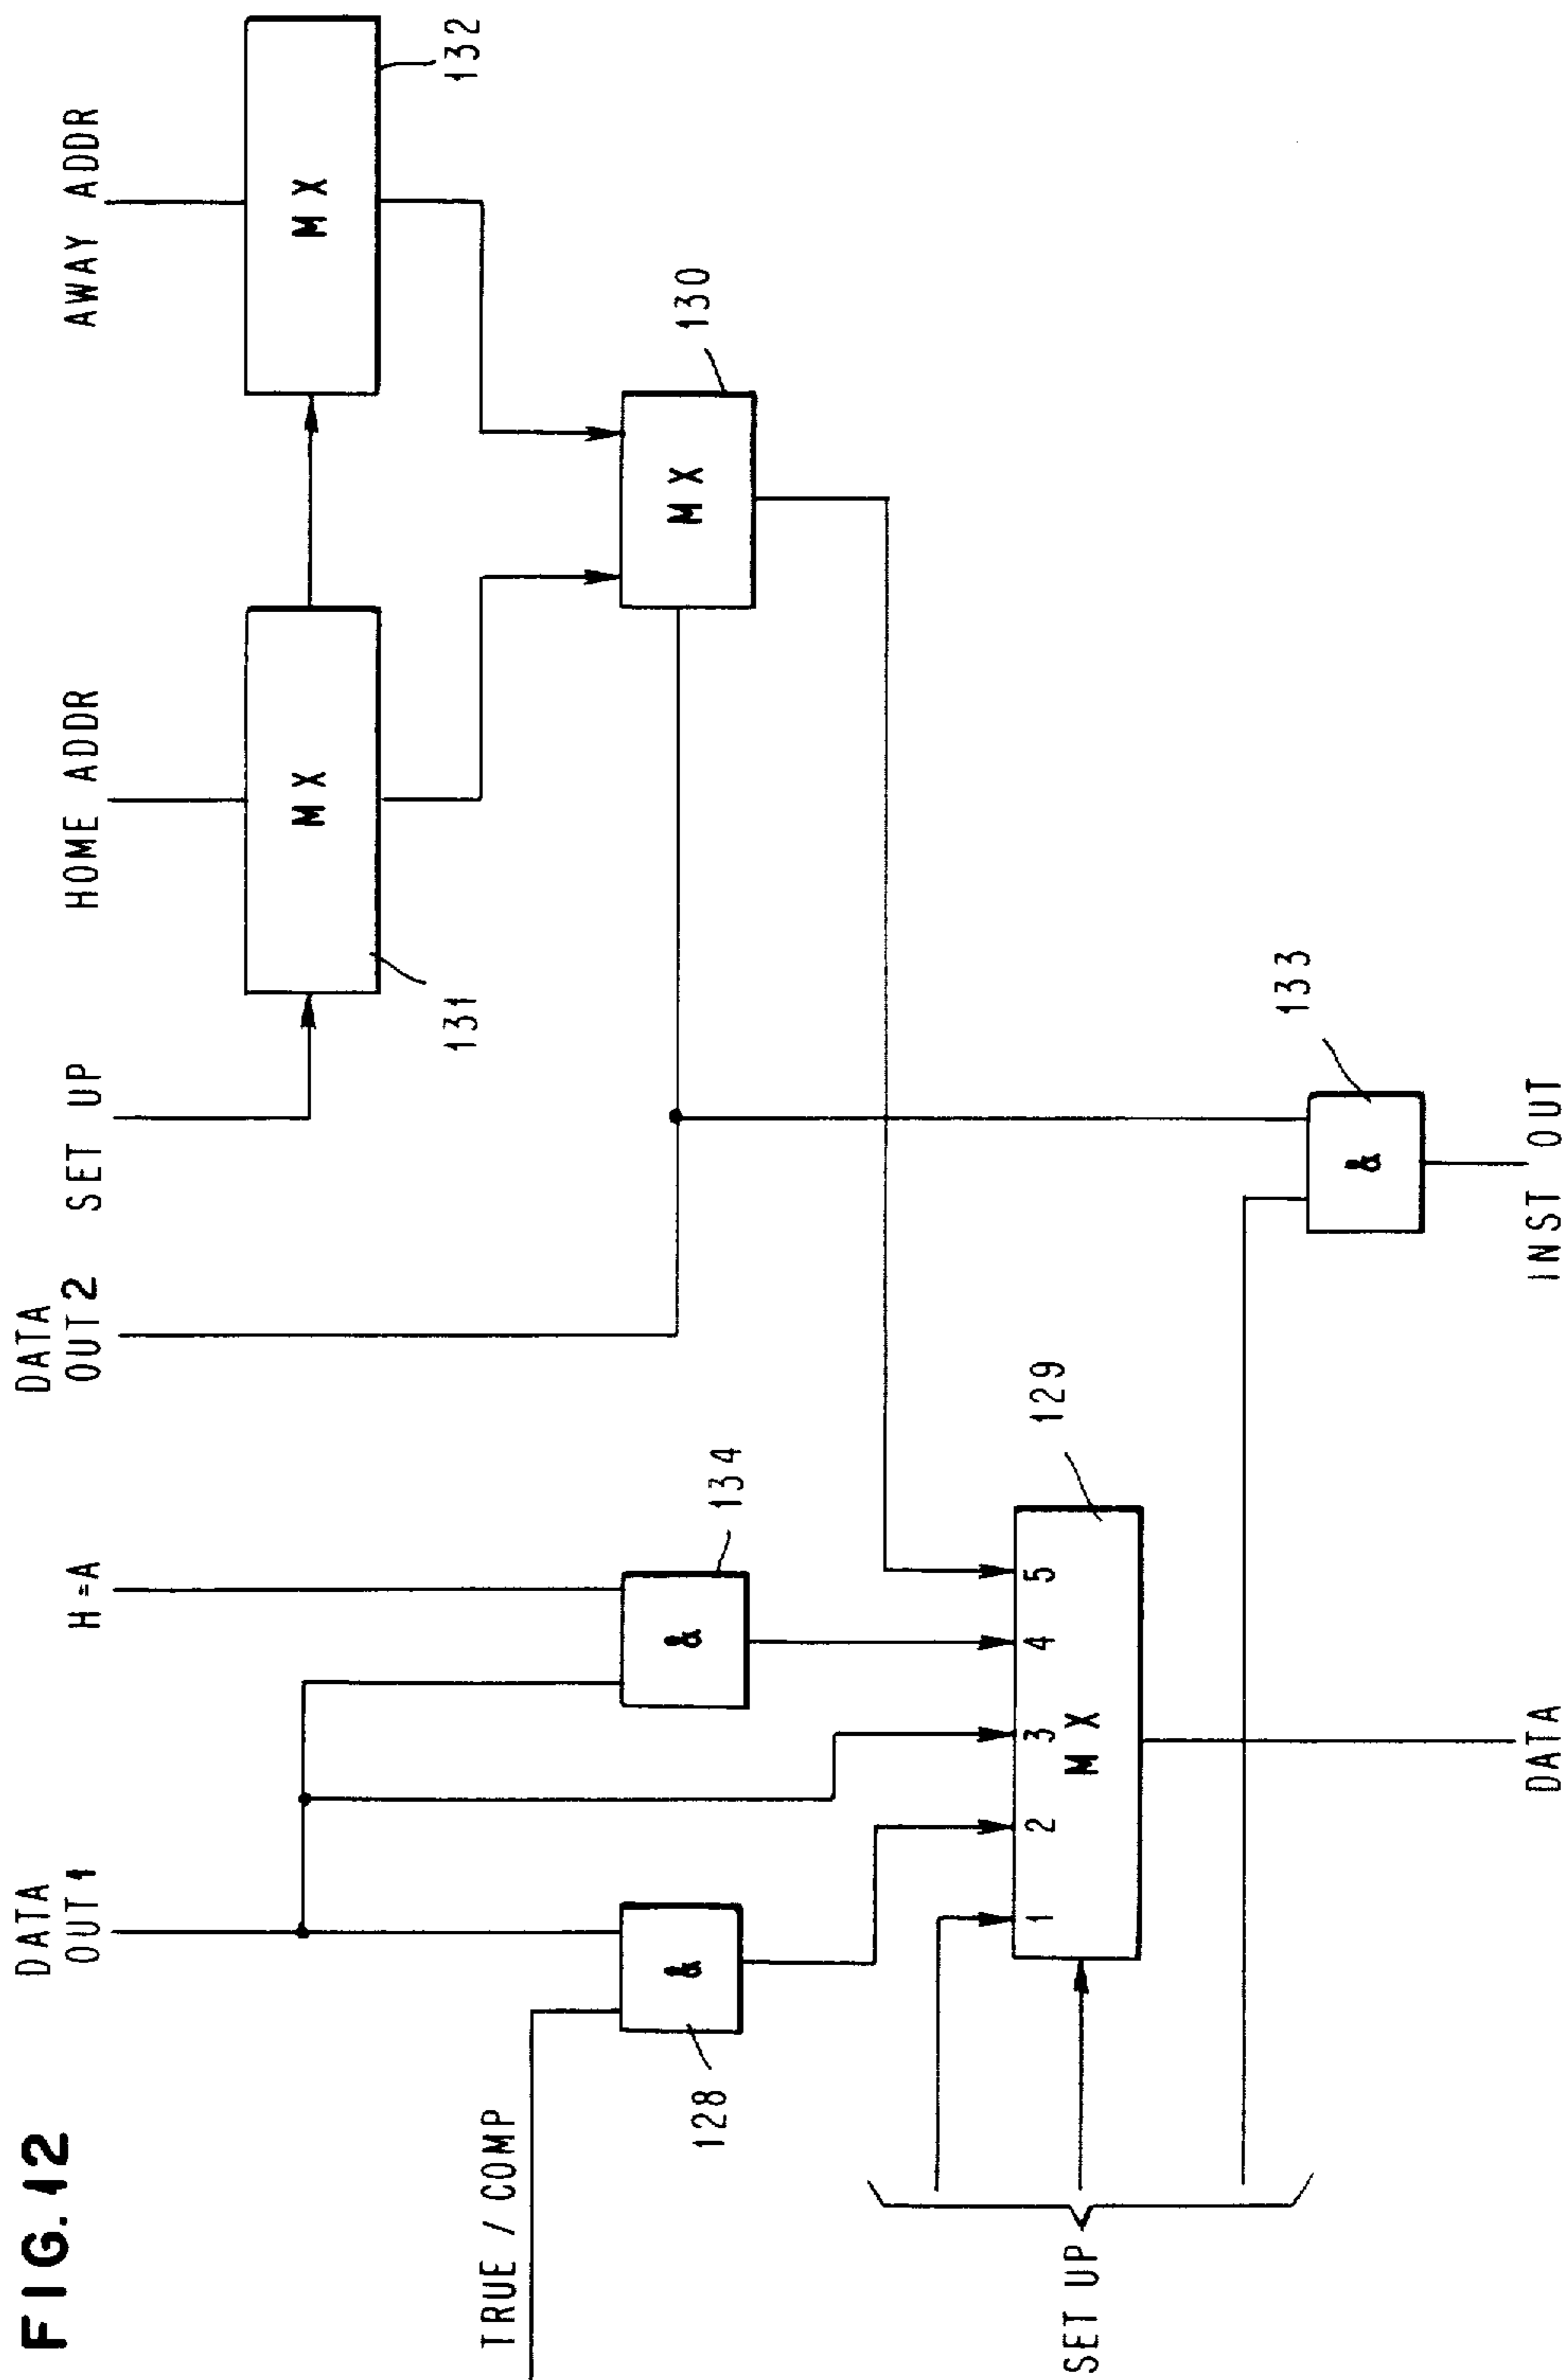 FIG. 12
DATA
OUT 1
H=A
DATA
OUT 2
SET UP
HOME ADDR
AWAY ADDR
TRUE / COMP
131
MX
MX
132
128
&
&
134
MX
130
SET UP
1 2 3 4 5
MX
129
&
133
DATA
INST OUT